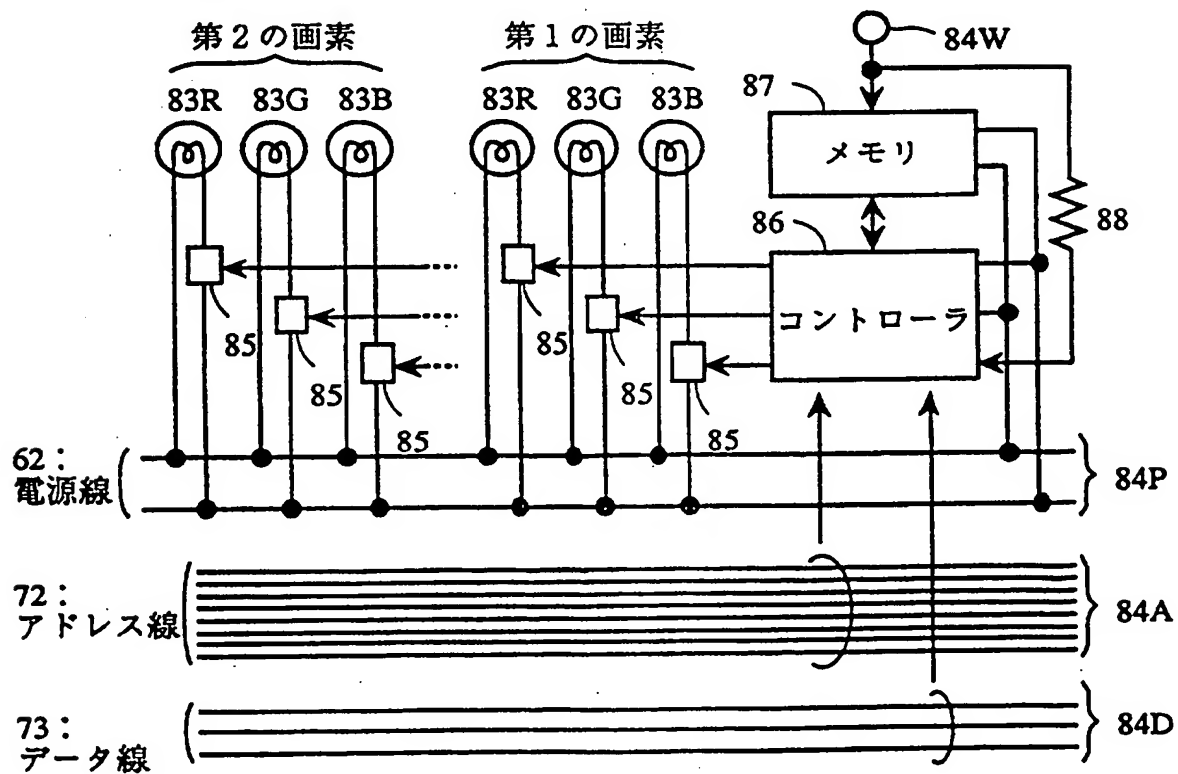 第2の画素
第1の画素
84W
83R 83G 83B
83R 83G 83B
87
メモリ
88
86
コントローラ
85
85
85
85
85
85
62:
電源線
84P
72:
アドレス線
84A
73:
データ線
84D